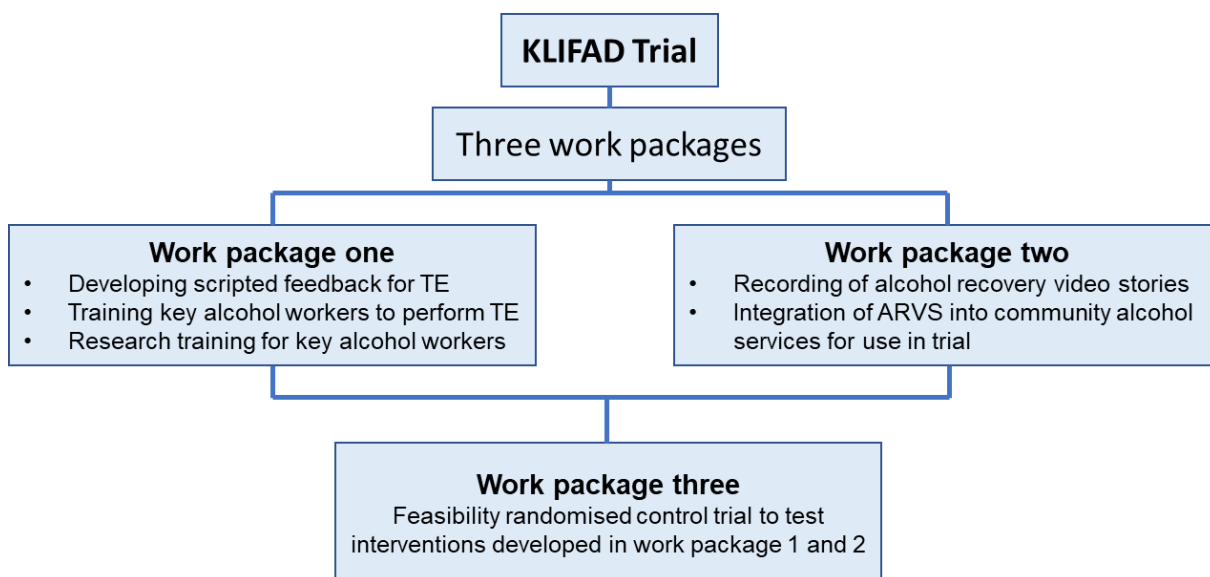 KLIFAD Trial
Three work packages
Work package one
• Developing scripted feedback for TE
• Training key alcohol workers to perform TE
• Research training for key alcohol workers
Work package two
• Recording of alcohol recovery video stories
• Integration of ARVS into community alcohol
services for use in trial
Work package three
Feasibility randomised control trial to test
interventions developed in work package 1 and 2